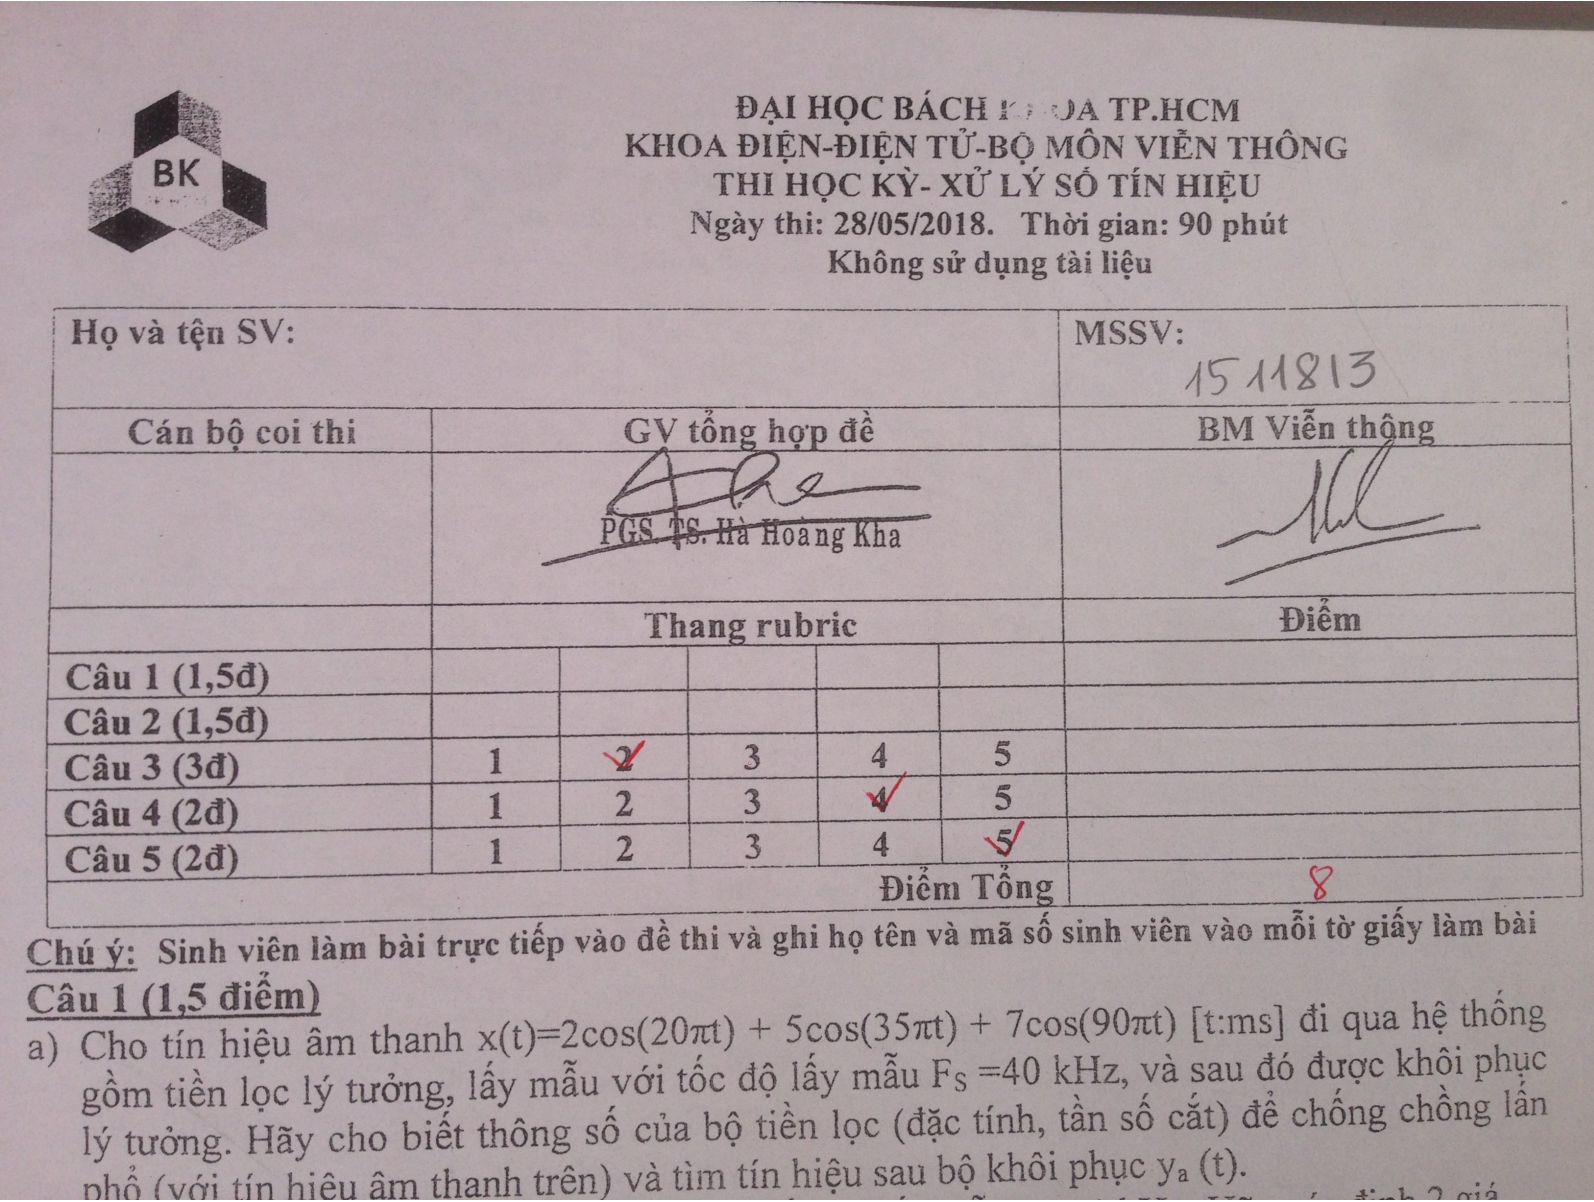 BK
ĐẠI HỌC BÁCH KHOA TP.HCM
KHOA ĐIỆN-ĐIỆN TỬ-BỘ MÔN VIỄN THÔNG
THI HỌC KỲ- XỬ LÝ SỐ TÍN HIỆU
Ngày thi: 28/05/2018. Thời gian: 90 phút
Không sử dụng tài liệu
Họ và tên SV: MSSV:
1511813
Cán bộ coi thi GV tổng hợp đề BM Viễn thông
PGS. TS. Hà Hoàng Kha
Thang rubric Điểm
Câu 1 (1,5đ)
Câu 2 (1,5đ)
Câu 3 (3đ) 1 2 3 4 5
Câu 4 (2đ) 1 2 3 4 5
Câu 5 (2đ) 1 2 3 4 5
Điểm Tổng 8
Chú ý: Sinh viên làm bài trực tiếp vào đề thi và ghi họ tên và mã số sinh viên vào mỗi tờ giấy làm bài
Câu 1 (1,5 điểm)
a) Cho tín hiệu âm thanh x(t)=2cos(20πt) + 5cos(35πt) + 7cos(90πt) [t:ms] đi qua hệ thống
gồm tiền lọc lý tưởng, lấy mẫu với tốc độ lấy mẫu Fs =40 kHz, và sau đó được khôi phục
lý tưởng. Hãy cho biết thông số của bộ tiền lọc (đặc tính, tần số cắt) để chống chồng lấn
phổ (với tín hiệu âm thanh trên) và tìm tín hiệu sau bộ khôi phục ya (t).